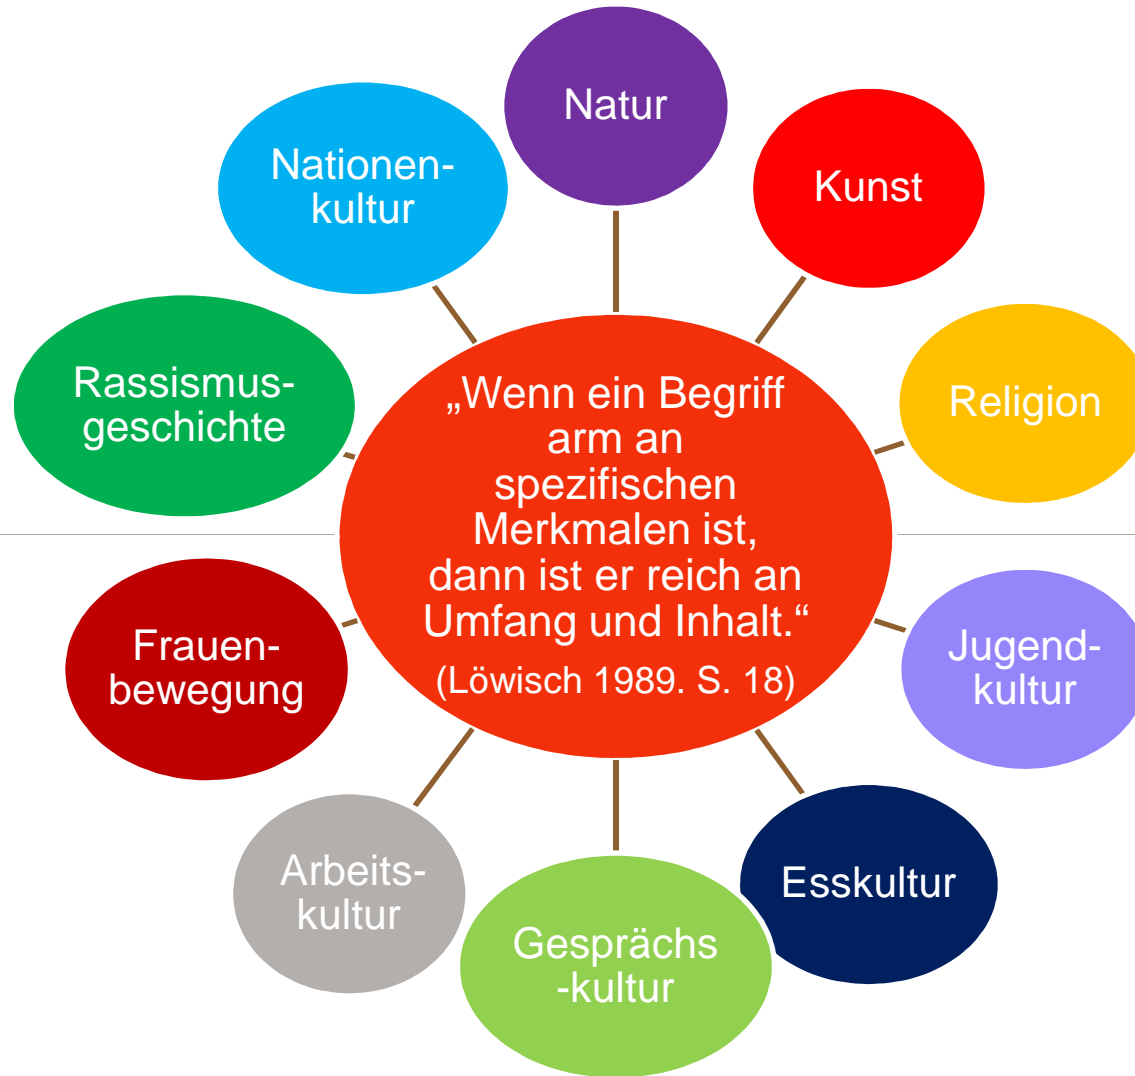 Natur
Kunst
Religion
Jugend-
kultur
Esskultur
Gesprächs
-kultur
Arbeits-
kultur
Frauen-
bewegung
Rassismus-
geschichte
Nationen-
kultur
„Wenn ein Begriff
arm an
spezifischen
Merkmalen ist,
dann ist er reich an
Umfang und Inhalt.“
(Löwisch 1989. S. 18)